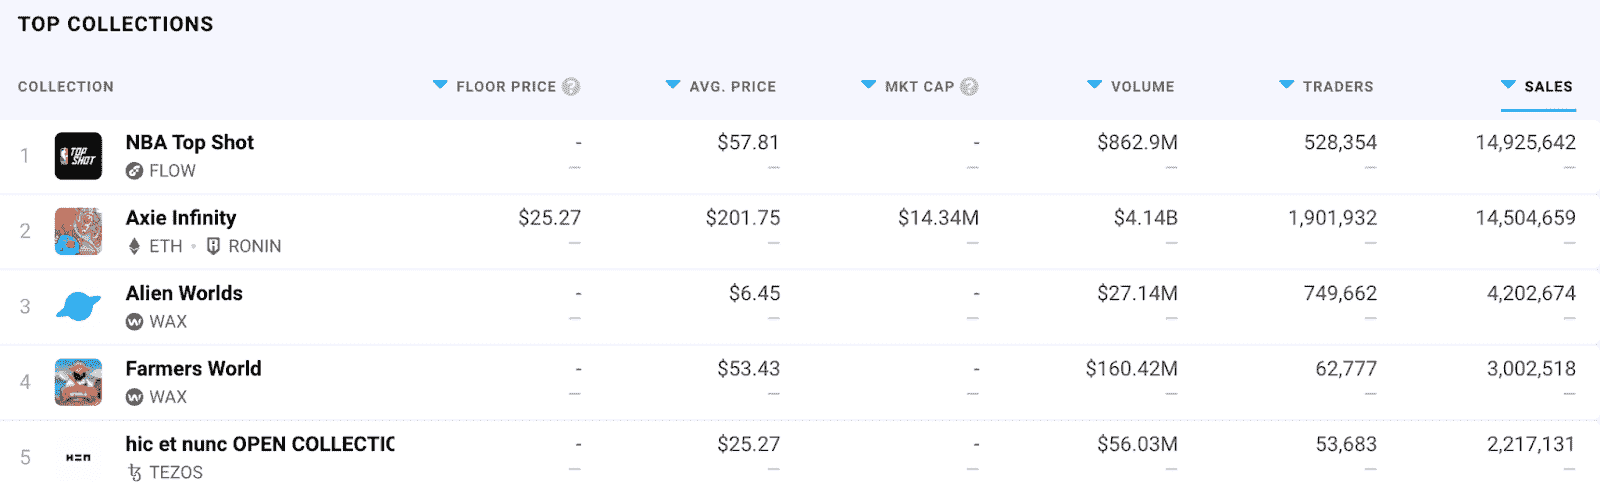 TOP COLLECTIONS
COLLECTION FLOOR PRICE ? AVG. PRICE MKT CAP ? VOLUME TRADERS SALES
1 TOP SHOT NBA Top Shot - $57.81 - $862.9M 528,354 14,925,642
FLOW — — — — — —
2 Axie Infinity $25.27 $201.75 $14.34M $4.14B 1,901,932 14,504,659
ETH • RONIN — — — — — —
3 Alien Worlds - $6.45 - $27.14M 749,662 4,202,674
WAX — — — — — —
4 Farmers World - $53.43 - $160.42M 62,777 3,002,518
WAX — — — — — —
5 hic et nunc OPEN COLLECTIC - $25.27 - $56.03M 53,683 2,217,131
TEZOS — — — — — —